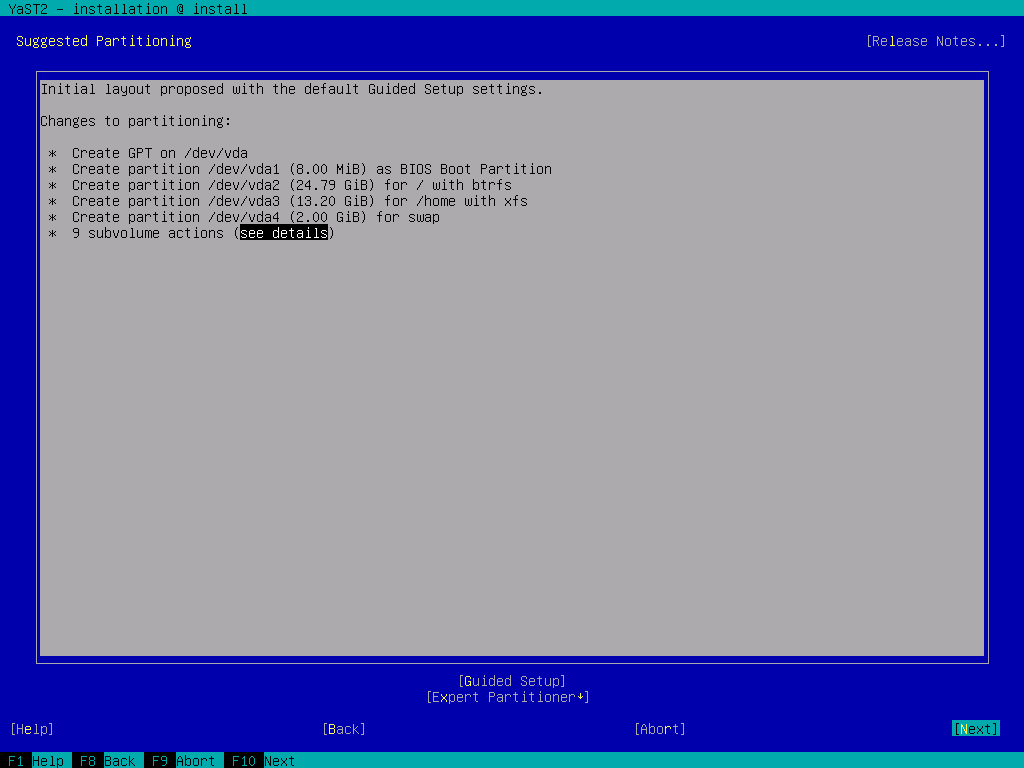 YaST2 - installation @ install
Suggested Partitioning [Release Notes...]
Initial layout proposed with the default Guided Setup settings.
Changes to partitioning:
* Create GPT on /dev/vda
* Create partition /dev/vda1 (8.00 MiB) as BIOS Boot Partition
* Create partition /dev/vda2 (24.79 GiB) for / with btrfs
* Create partition /dev/vda3 (13.20 GiB) for /home with xfs
* Create partition /dev/vda4 (2.00 GiB) for swap
* 9 subvolume actions (see details)
[Guided Setup]
[Expert Partitioner↓]
[Help] [Back] [Abort] [Next]
F1 Help F8 Back F9 Abort F10 Next